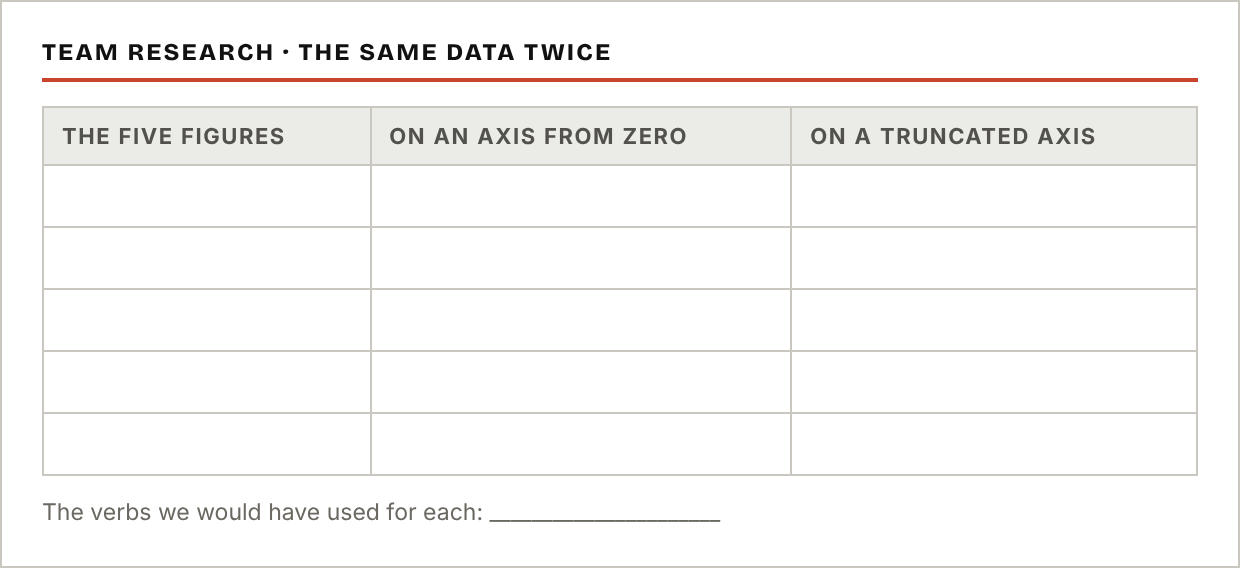 TEAM RESEARCH · THE SAME DATA TWICE
THE FIVE FIGURES
ON AN AXIS FROM ZERO
ON A TRUNCATED AXIS
The verbs we would have used for each: ______________________